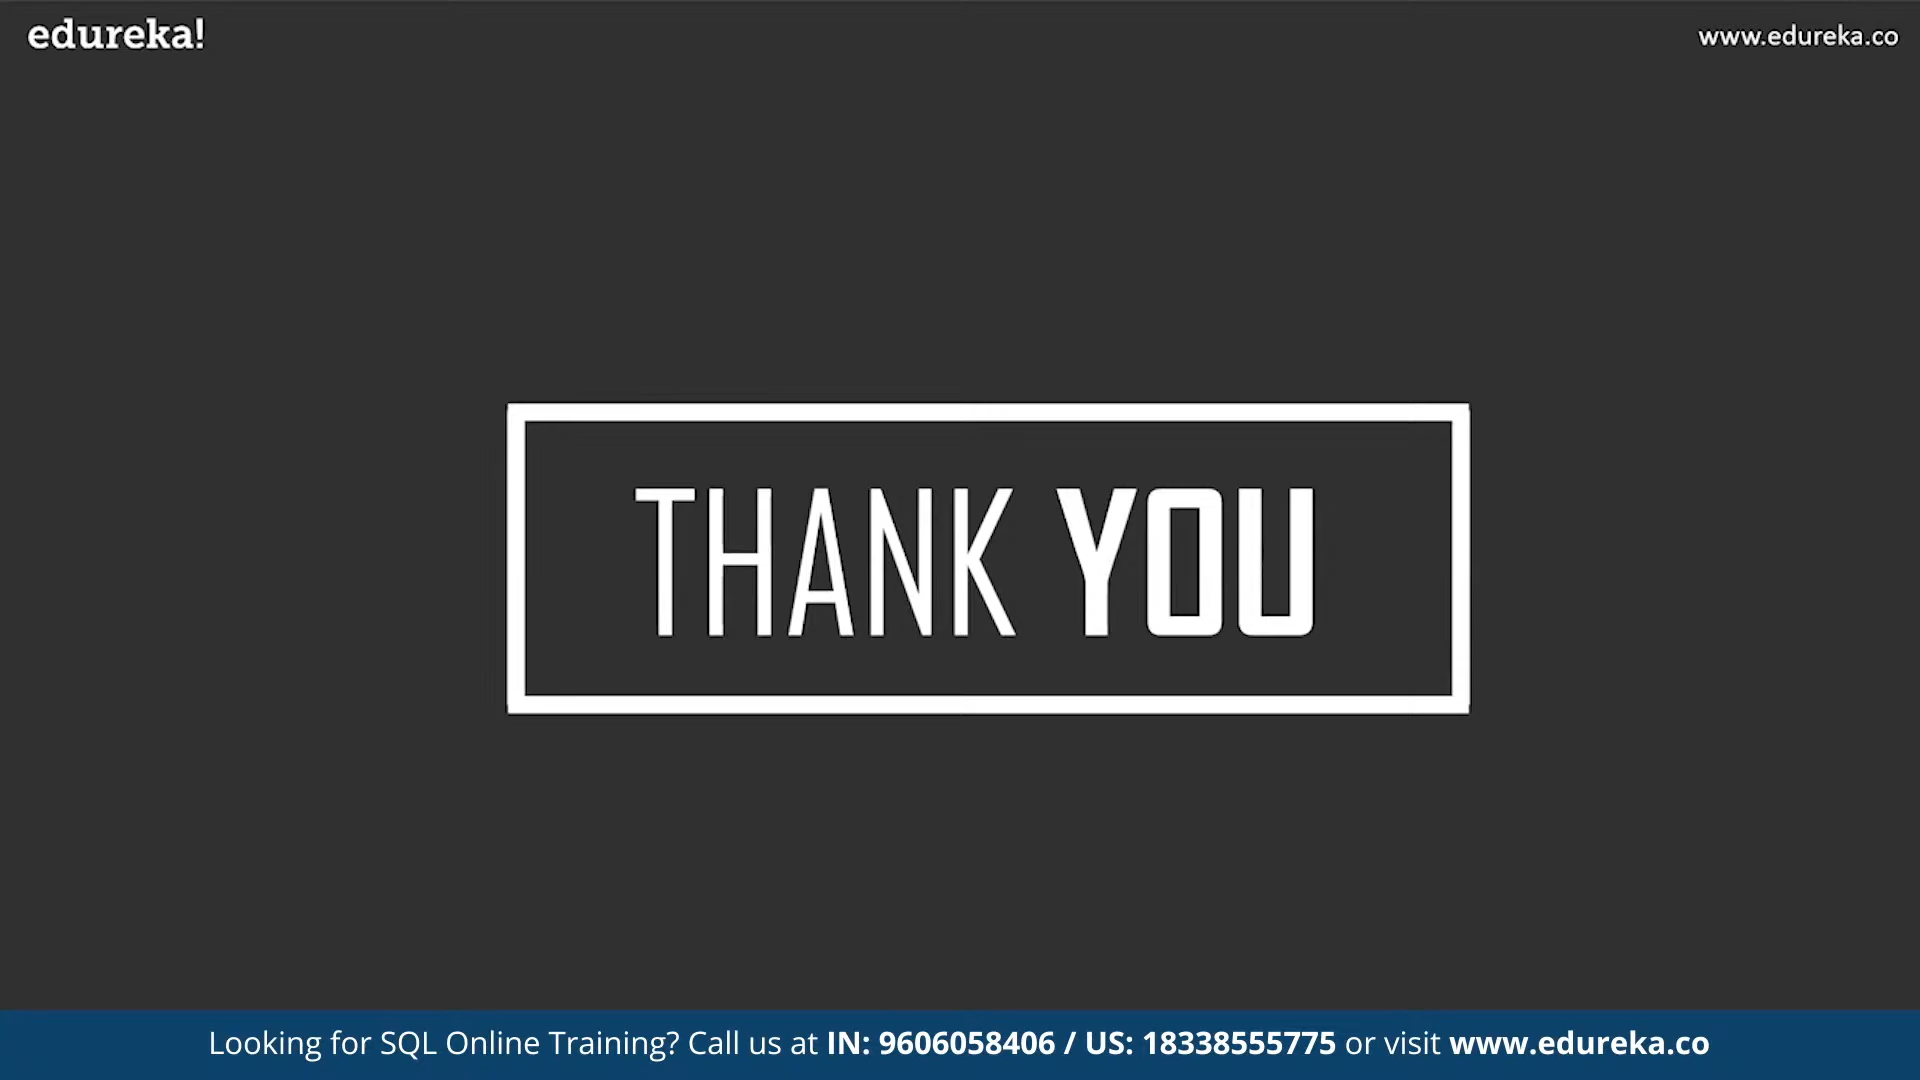 edureka!
www.edureka.co
THANK YOU
Looking for SQL Online Training? Call us at IN: 9606058406 / US: 18338555775 or visit www.edureka.co